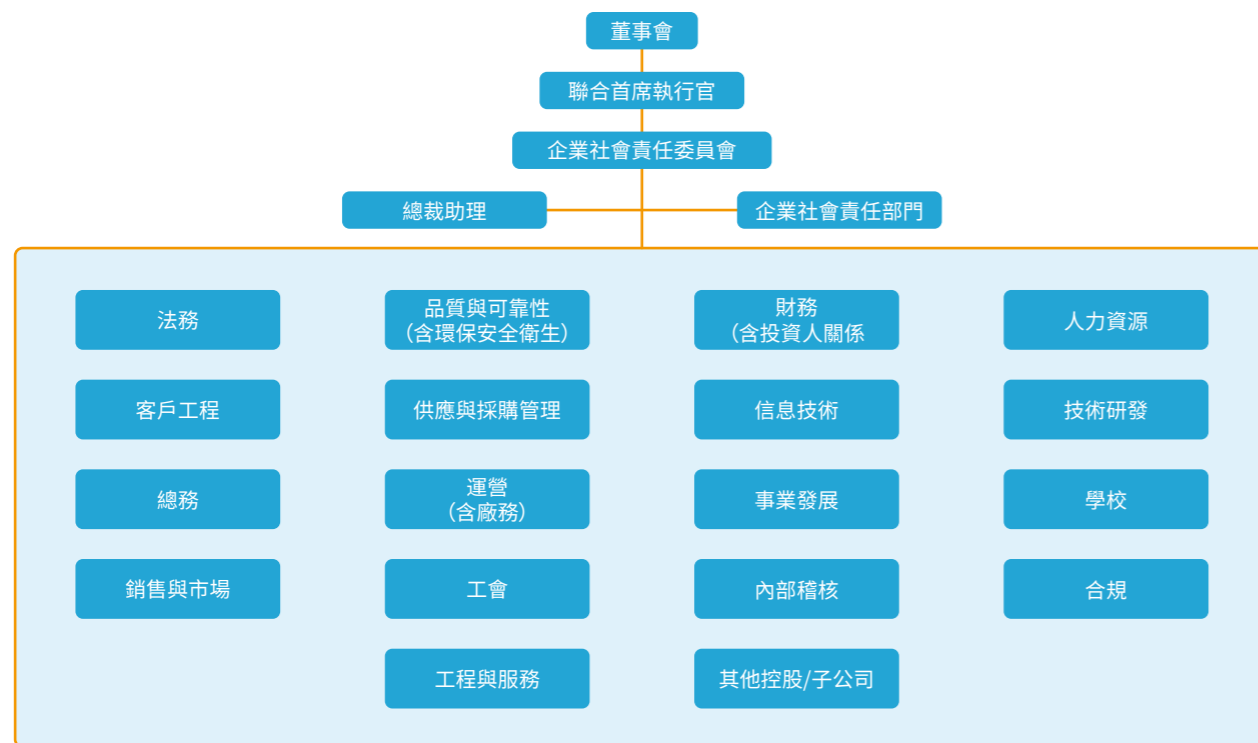 董事會
聯合首席執行官
企業社會責任委員會
總裁助理
企業社會責任部門
法務
品質與可靠性
（含環保安全衛生）
財務
（含投資人關係
人力資源
客戶工程
供應與採購管理
信息技術
技術研發
總務
運營
（含廠務）
事業發展
學校
銷售與市場
工會
內部稽核
合規
工程與服務
其他控股/子公司